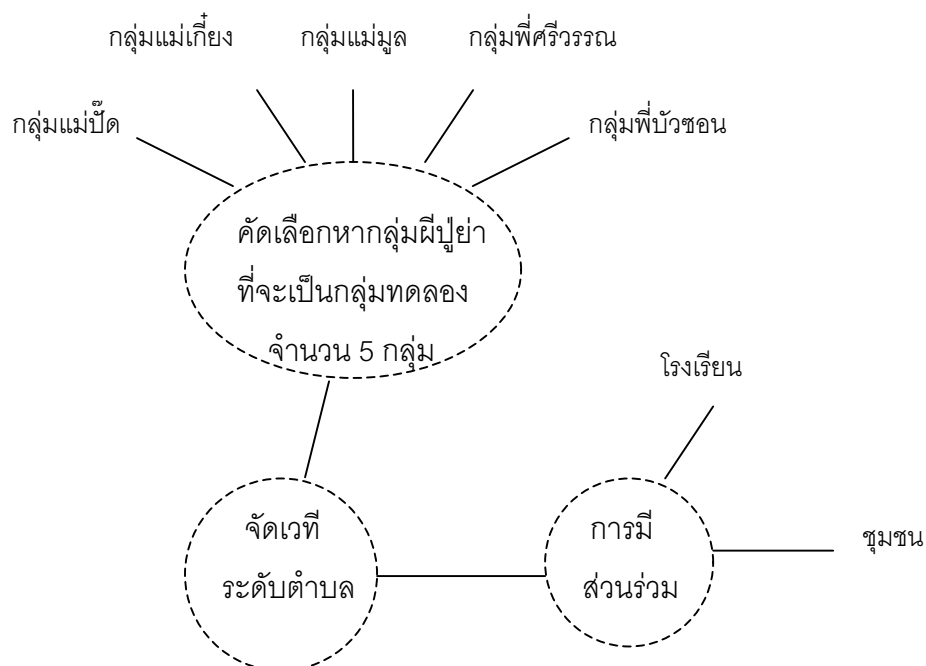 กลุ่มแม่เกี๋ยง กลุ่มแม่มูล กลุ่มพี่ศรีวรรณ
กลุ่มแม่ปั๊ด กลุ่มพี่บัวซอน
คัดเลือกหากลุ่มผีปู่ย่า
ที่จะเป็นกลุ่มทดลอง
จำนวน 5 กลุ่ม
โรงเรียน
จัดเวที
ระดับตำบล
การมี
ส่วนร่วม
ชุมชน